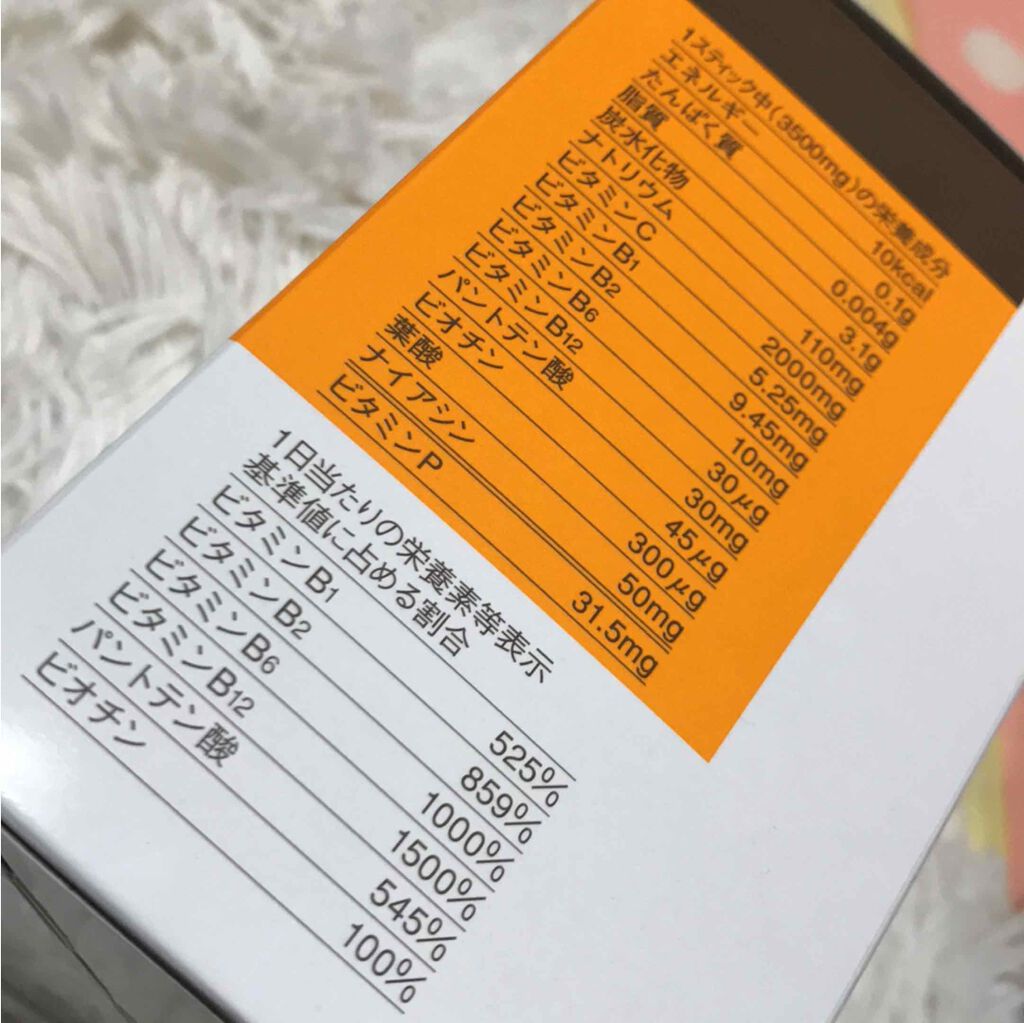 1スティック中(3500mg)の栄養成分
エネルギー 10kcal
たんぱく質 0.1g
脂質 0.004g
炭水化物 3.1g
ナトリウム 110mg
ビタミンC 2000mg
ビタミンB1 5.25mg
ビタミンB2 9.45mg
ビタミンB6 10mg
ビタミンB12 30μg
パントテン酸 30mg
ビオチン 45μg
葉酸 300μg
ナイアシン 50mg
ビタミンP 31.5mg
1日当たりの栄養素等表示
基準値に占める割合
ビタミンB1 525%
ビタミンB2 859%
ビタミンB6 1000%
ビタミンB12 1500%
パントテン酸 545%
ビオチン 100%